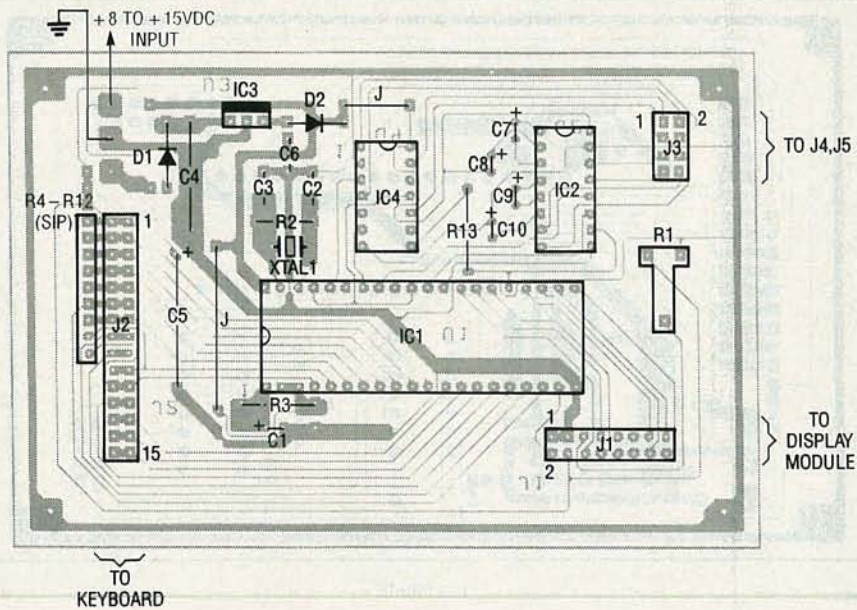 +8 TO +15VDC
INPUT
IC3
D2
J
C7
+
1
2
J3
TO J4,J5
D1
C4
C6
C8
+
C3
C2
IC4
C9
+
IC2
R4–R12
(SIP)
1
R2
R13
C10
+
R1
XTAL1
+
J2
C5
J
IC1
R3
+
C1
1
J1
2
15
TO
DISPLAY
MODULE
TO
KEYBOARD